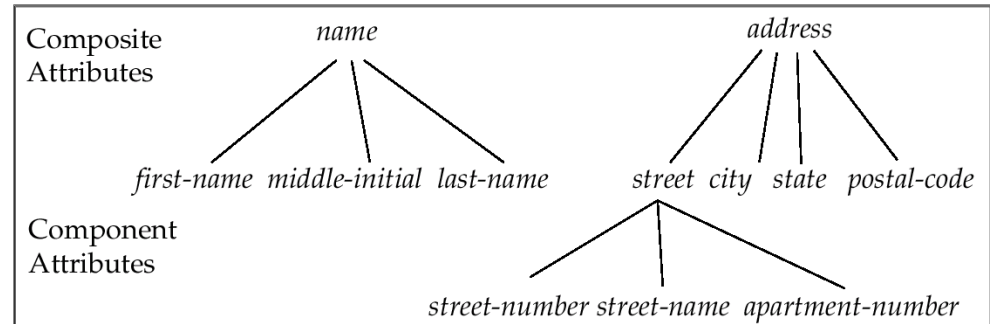 Composite
Attributes
name
address
first-name middle-initial last-name
street city state postal-code
Component
Attributes
street-number street-name apartment-number